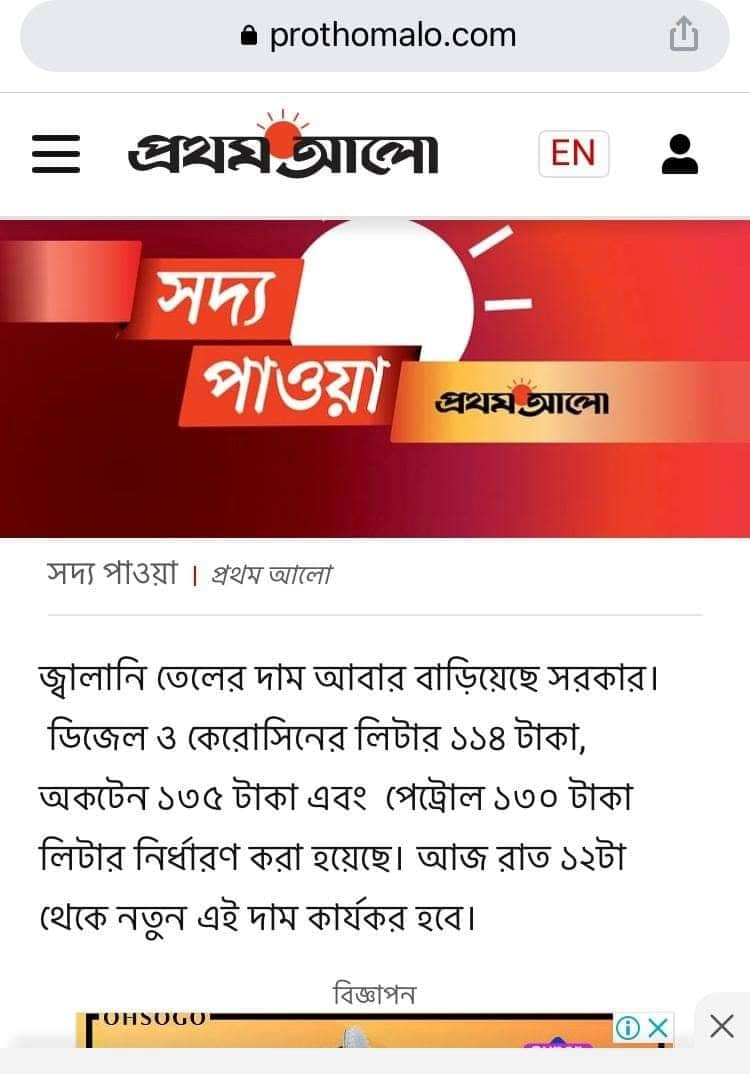 prothomalo.com
প্রথম আলো
EN
সদ্য
পাওয়া
প্রথম আলো
সদ্য পাওয়া | প্রথম আলো
জ্বালানি তেলের দাম আবার বাড়িয়েছে সরকার।
ডিজেল ও কেরোসিনের লিটার ১১৪ টাকা,
অকটেন ১৩৫ টাকা এবং পেট্রোল ১৩০ টাকা
লিটার নির্ধারণ করা হয়েছে। আজ রাত ১২টা
থেকে নতুন এই দাম কার্যকর হবে।
বিজ্ঞাপন
OHSOGO